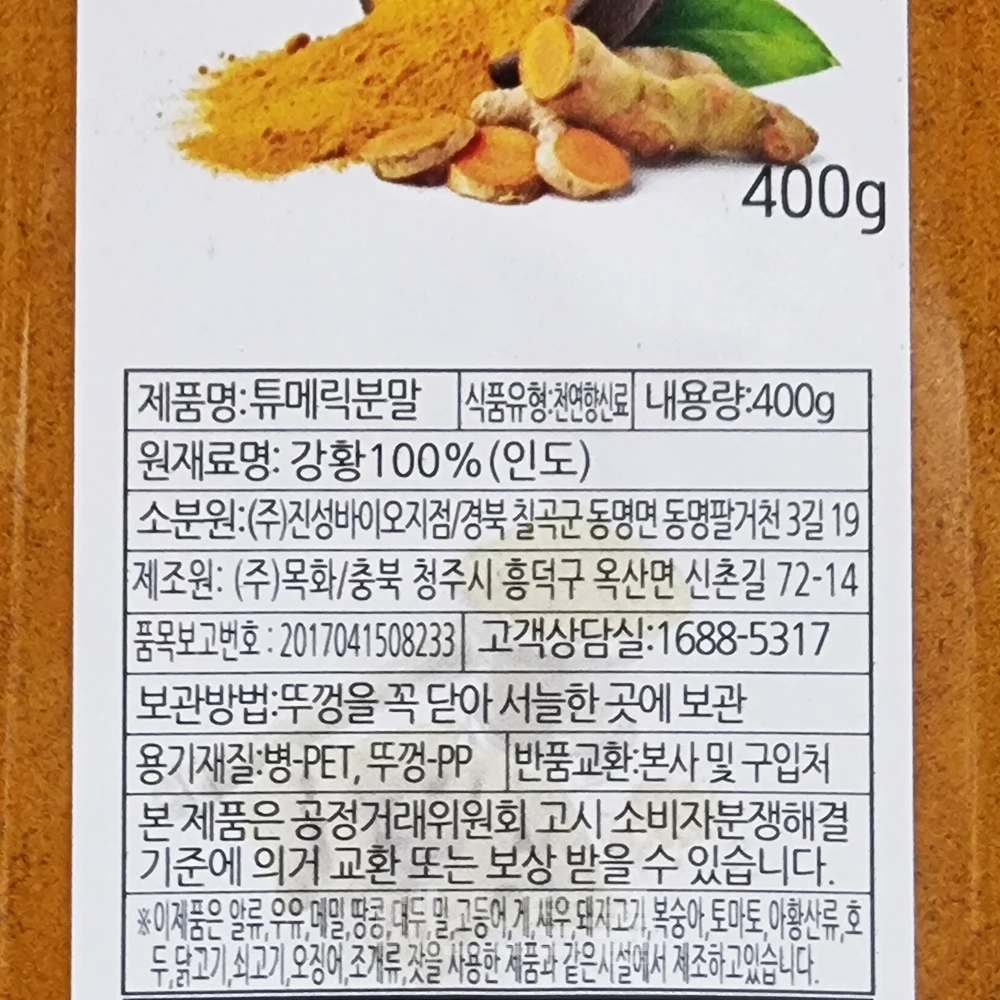 400g
제품명:튜메릭분말 식품유형:천연향신료 내용량:400g
원재료명: 강황100%(인도)
소분원:(주)진성바이오지점/경북 칠곡군 동명면 동명팔거천 3길 19
제조원: (주)목화/충북 청주시 흥덕구 옥산면 신촌길 72-14
품목보고번호 : 2017041508233 고객상담실:1688-5317
보관방법:뚜껑을 꼭 닫아 서늘한 곳에 보관
용기재질:병-PET, 뚜껑-PP 반품교환:본사 및 구입처
본 제품은 공정거래위원회 고시 소비자분쟁해결
기준에 의거 교환 또는 보상 받을 수 있습니다.
※이제품은 알류,우유,메밀,땅콩,대두,밀,고등어,게,새우,돼지고기,복숭아,토마토,아황산류,호
두,닭고기,쇠고기,오징어,조개류,잣을 사용한 제품과 같은시설에서 제조하고있습니다.